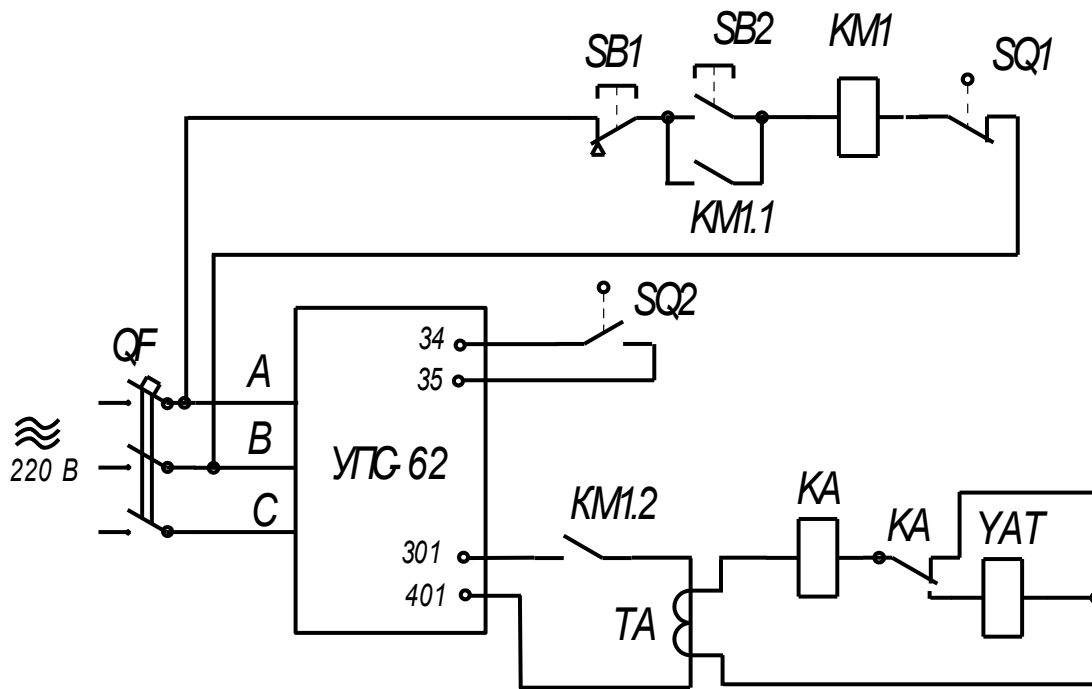 SB1
SB2
KM1
SQ1
KM1.1
SQ2
34
35
QF
A
B
C
220 В
УПС-62
301
401
KM1.2
TA
KA
KA
YAT